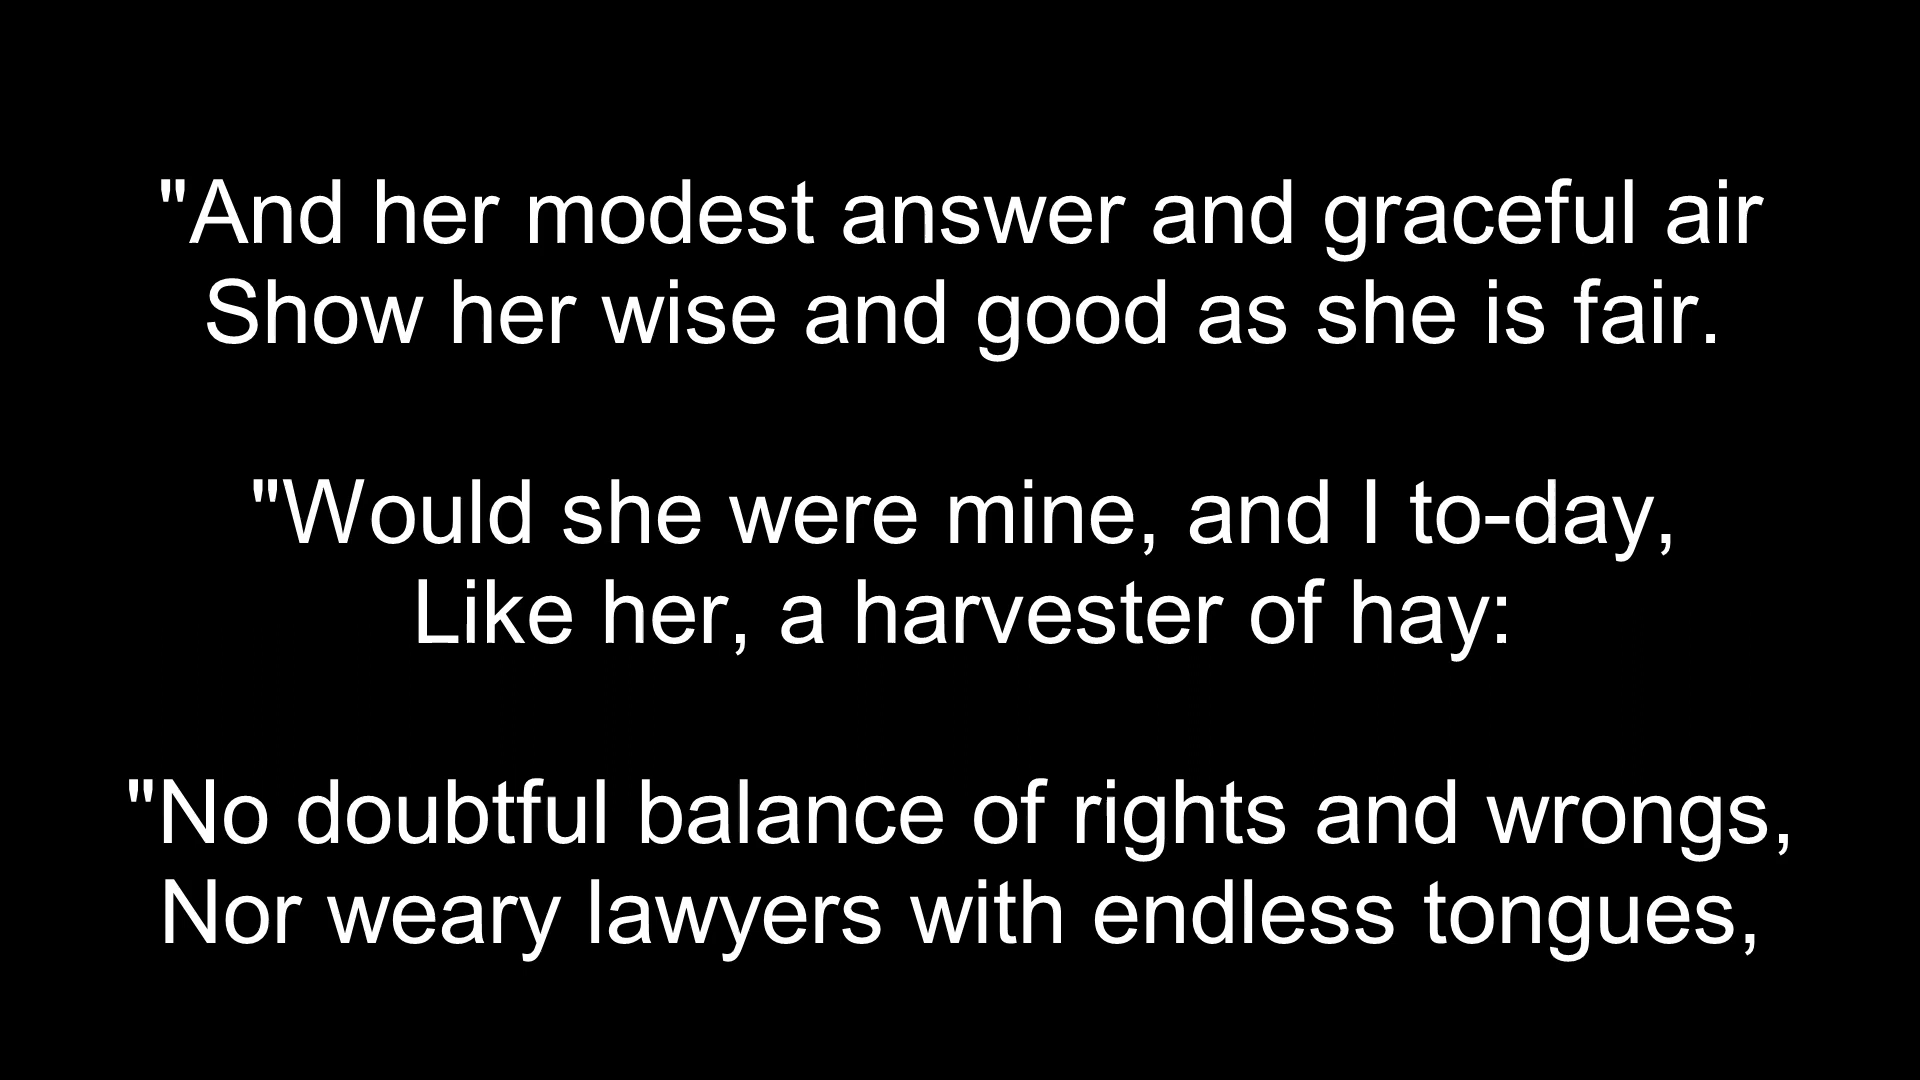 "And her modest answer and graceful air
Show her wise and good as she is fair.
"Would she were mine, and I to-day,
Like her, a harvester of hay:
"No doubtful balance of rights and wrongs,
Nor weary lawyers with endless tongues,